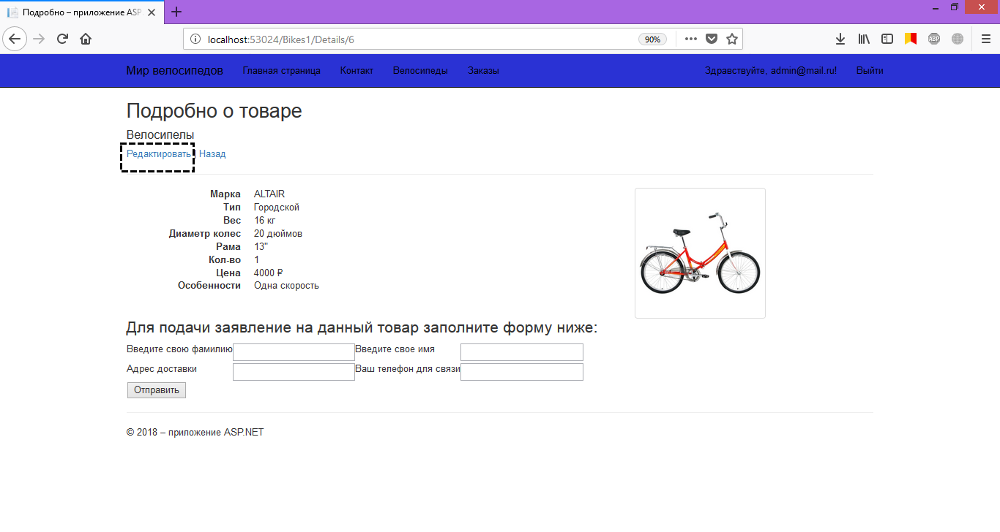 Подробно – приложение ASP
localhost:53024/Bikes1/Details/6
90%
ABP
Мир велосипедов Главная страница Контакт Велосипеды Заказы Здравствуйте, admin@mail.ru! Выйти
Подробно о товаре
Велосипелы
Редактировать | Назад
Марка ALTAIR
Тип Городской
Вес 16 кг
Диаметр колес 20 дюймов
Рама 13"
Кол-во 1
Цена 4000 ₽
Особенности Одна скорость
Для подачи заявление на данный товар заполните форму ниже:
Введите свою фамилию Введите свое имя
Адрес доставки Ваш телефон для связи
Отправить
© 2018 – приложение ASP.NET